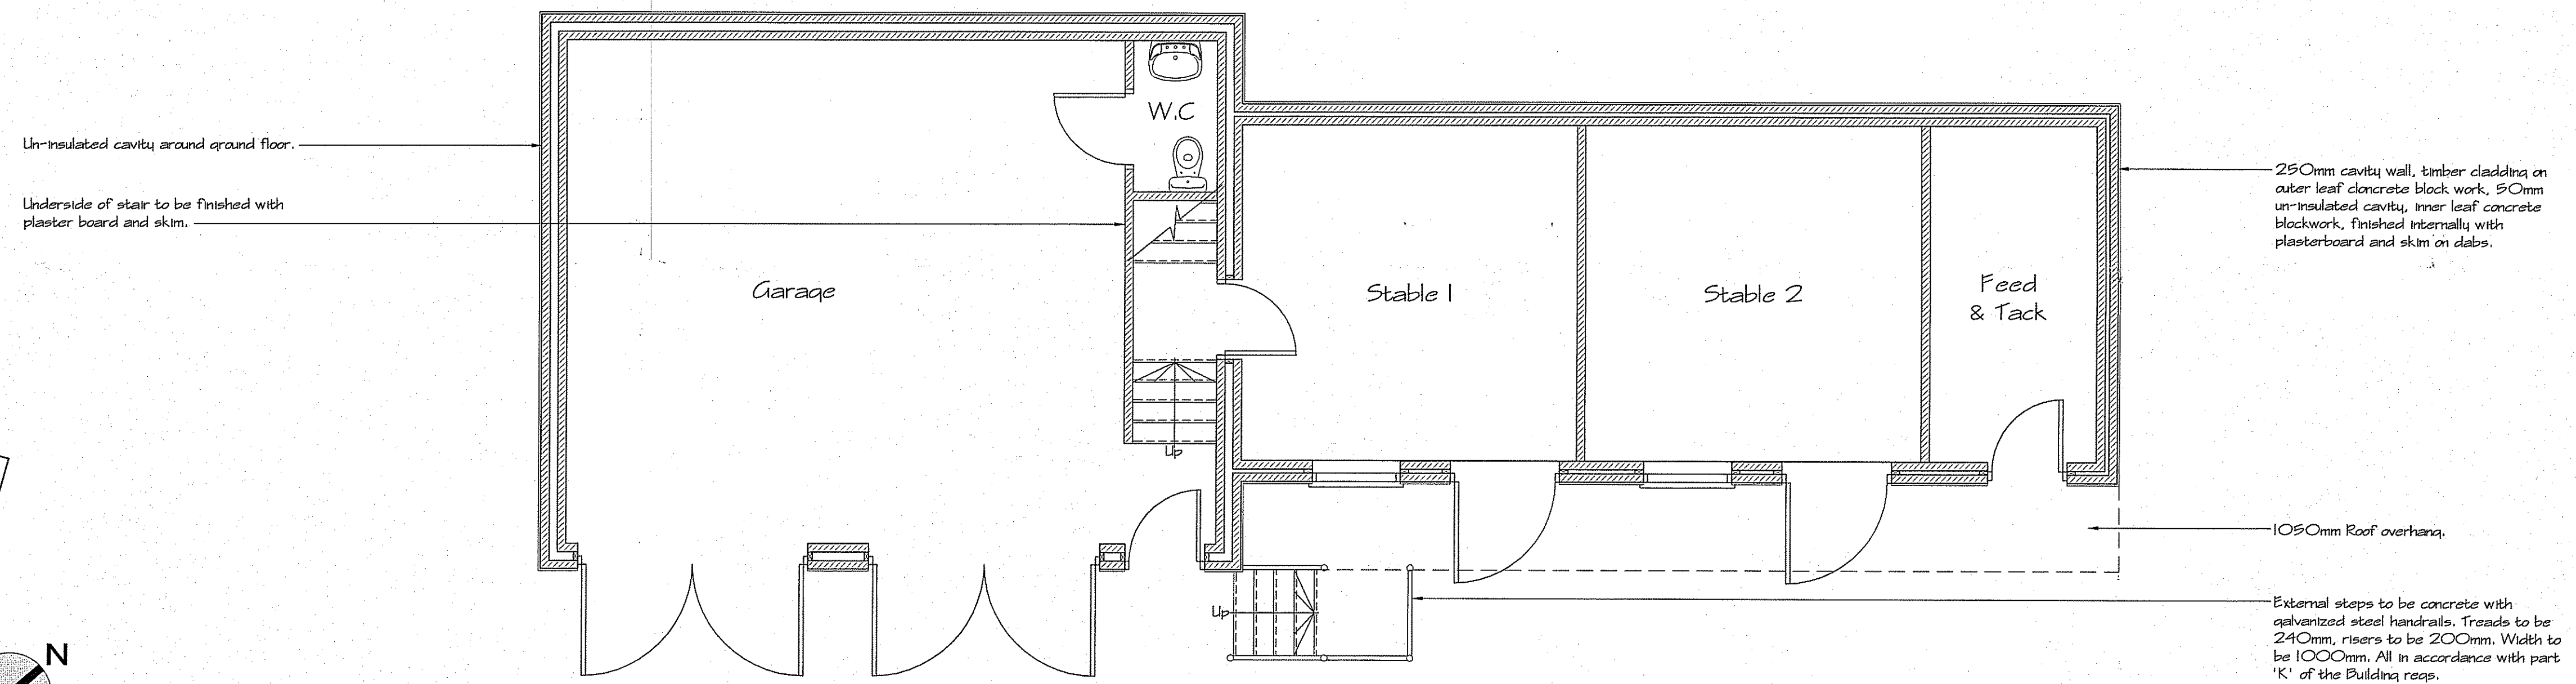 Un-insulated cavity around ground floor.
Underside of stair to be finished with
plaster board and skim.
W.C
Garage
Up
Up
Stable 1
Stable 2
Feed
& Tack
250mm cavity wall, timber cladding on
outer leaf cloncrete block work, 50mm
un-insulated cavity, inner leaf concrete
blockwork, finished internally with
plasterboard and skim on dabs.
1050mm Roof overhang.
External steps to be concrete with
galvanized steel handrails. Treads to be
240mm, risers to be 200mm. Width to
be 1000mm. All in accordance with part
'K' of the Building regs.
N